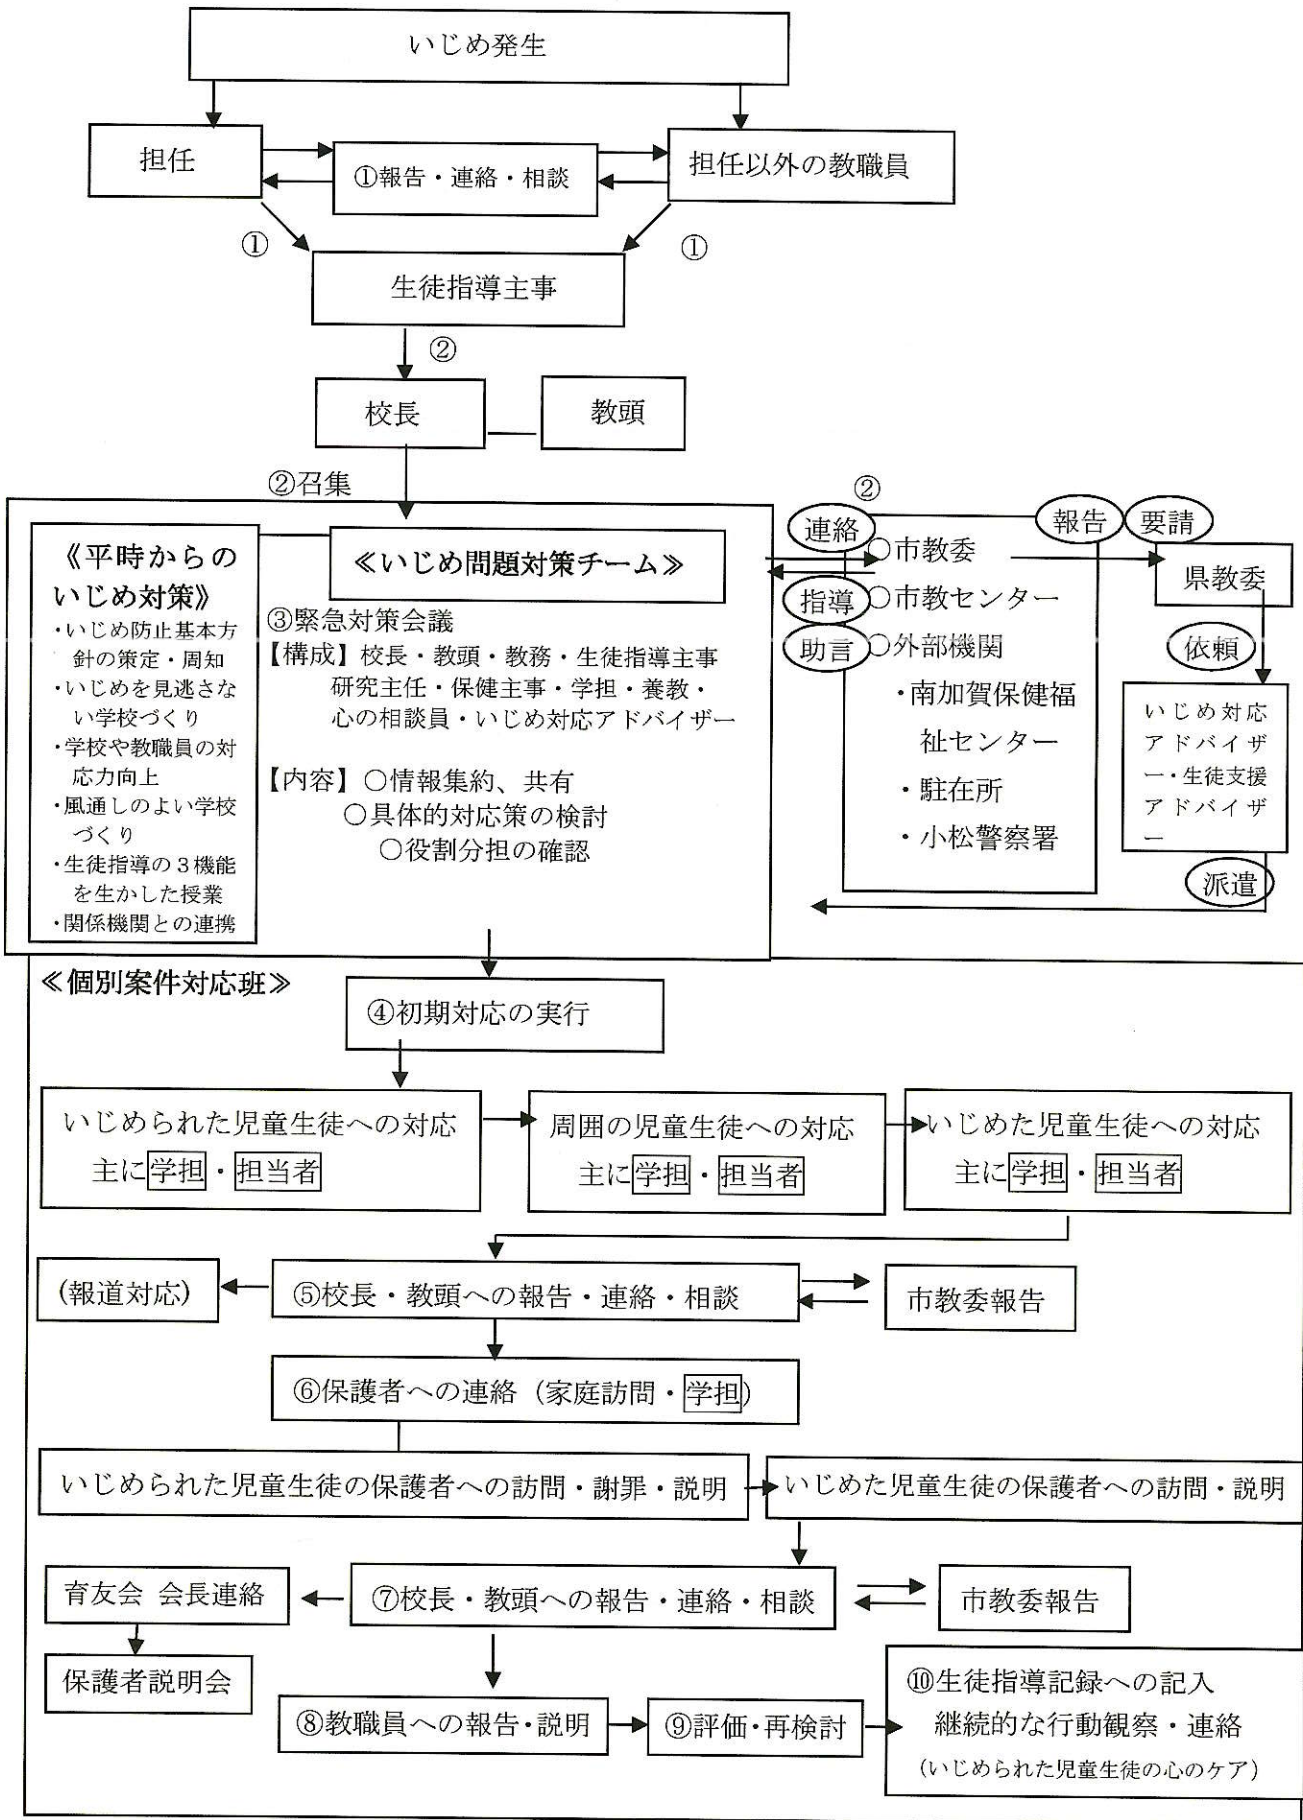 いじめ発生
担任
①報告・連絡・相談
担任以外の教職員
①
①
生徒指導主事
②
校長
教頭
②召集
《平時からの
いじめ対策》
・いじめ防止基本方
針の策定・周知
・いじめを見逃さな
い学校づくり
・学校や教職員の対
応力向上
・風通しのよい学校
づくり
・生徒指導の３機能
を生かした授業
・関係機関との連携
≪いじめ問題対策チーム≫
③緊急対策会議
【構成】校長・教頭・教務・生徒指導主事
研究主任・保健主事・学担・養教・
心の相談員・いじめ対応アドバイザー
【内容】○情報集約、共有
○具体的対応策の検討
○役割分担の確認
②
連絡
指導
助言
○市教委
○市教センター
○外部機関
・南加賀保健福
祉センター
・駐在所
・小松警察署
報告
要請
県教委
依頼
いじめ対応
アドバイザ
ー・生徒支援
アドバイザ
ー
派遣
≪個別案件対応班≫
④初期対応の実行
いじめられた児童生徒への対応
主に学担・担当者
周囲の児童生徒への対応
主に学担・担当者
いじめた児童生徒への対応
主に学担・担当者
(報道対応)
⑤校長・教頭への報告・連絡・相談
市教委報告
⑥保護者への連絡（家庭訪問・学担）
いじめられた児童生徒の保護者への訪問・謝罪・説明
いじめた児童生徒の保護者への訪問・説明
育友会 会長連絡
⑦校長・教頭への報告・連絡・相談
市教委報告
保護者説明会
⑧教職員への報告・説明
⑨評価・再検討
⑩生徒指導記録への記入
継続的な行動観察・連絡
（いじめられた児童生徒の心のケア）